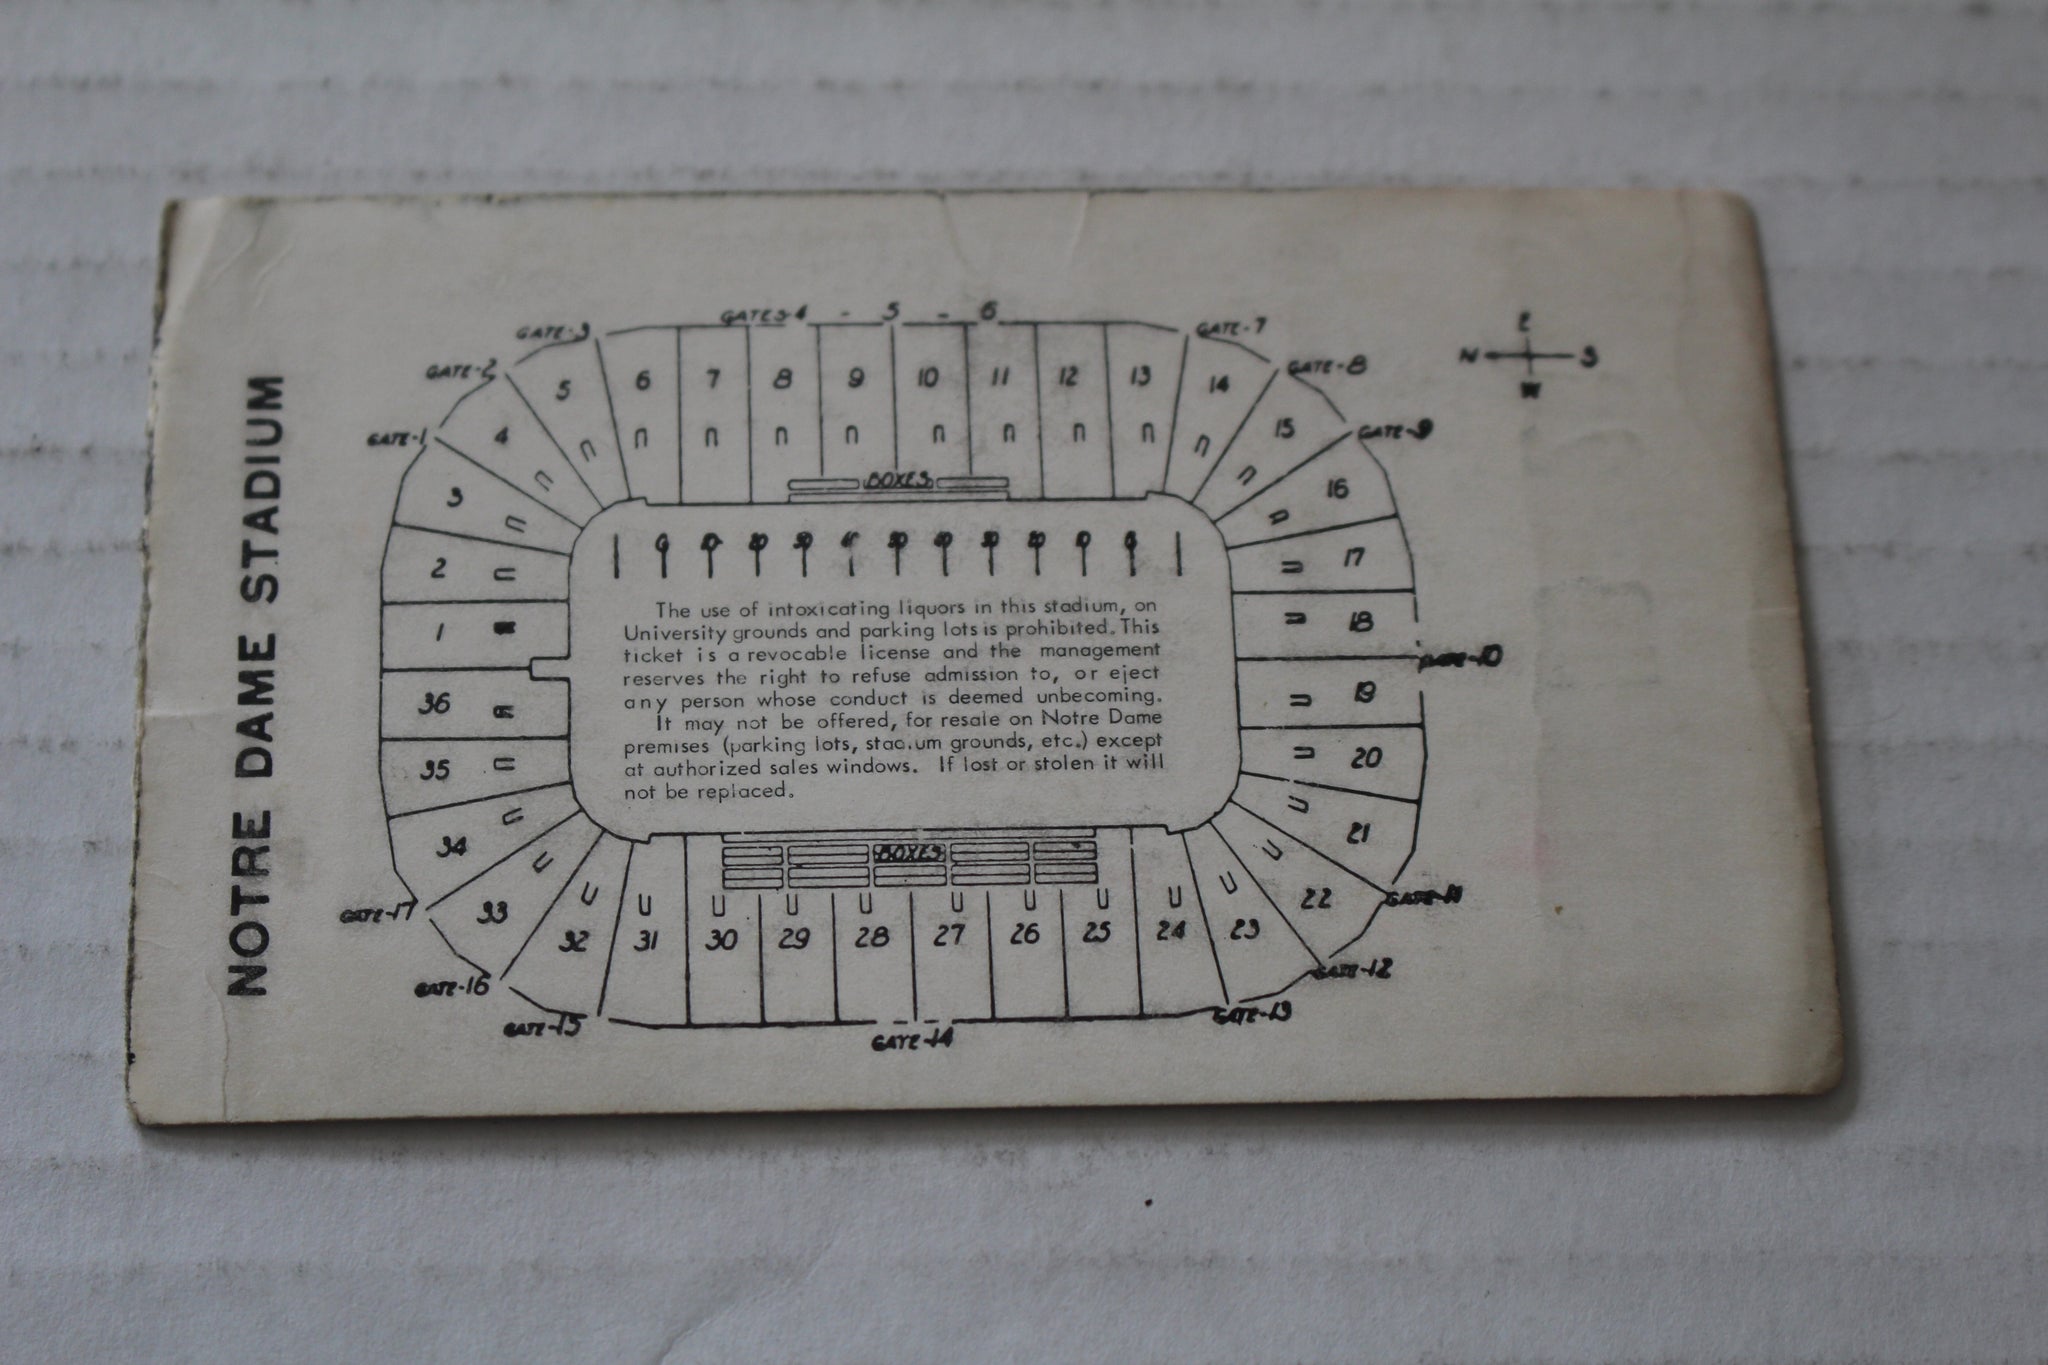 NOTRE DAME STADIUM
GATES 4 - 5 - 6
GATE-3
GATE-7
GATE-2
GATE-8
GATE-1
GATE-9
E
N S
W
5 6 7 8 9 10 11 12 13 14
4 15
3 16
BOXES
2 17
1 18
GATE-10
36 19
35 20
34 21
The use of intoxicating liquors in this stadium, on
University grounds and parking lots is prohibited. This
ticket is a revocable license and the management
reserves the right to refuse admission to, or eject
any person whose conduct is deemed unbecoming.
It may not be offered, for resale on Notre Dame
premises (parking lots, stadium grounds, etc.) except
at authorized sales windows. If lost or stolen it will
not be replaced.
BOXES
33 22
32 31 30 29 28 27 26 25 24 23
GATE-17
GATE-11
GATE-16
GATE-12
GATE-15
GATE-13
GATE-14